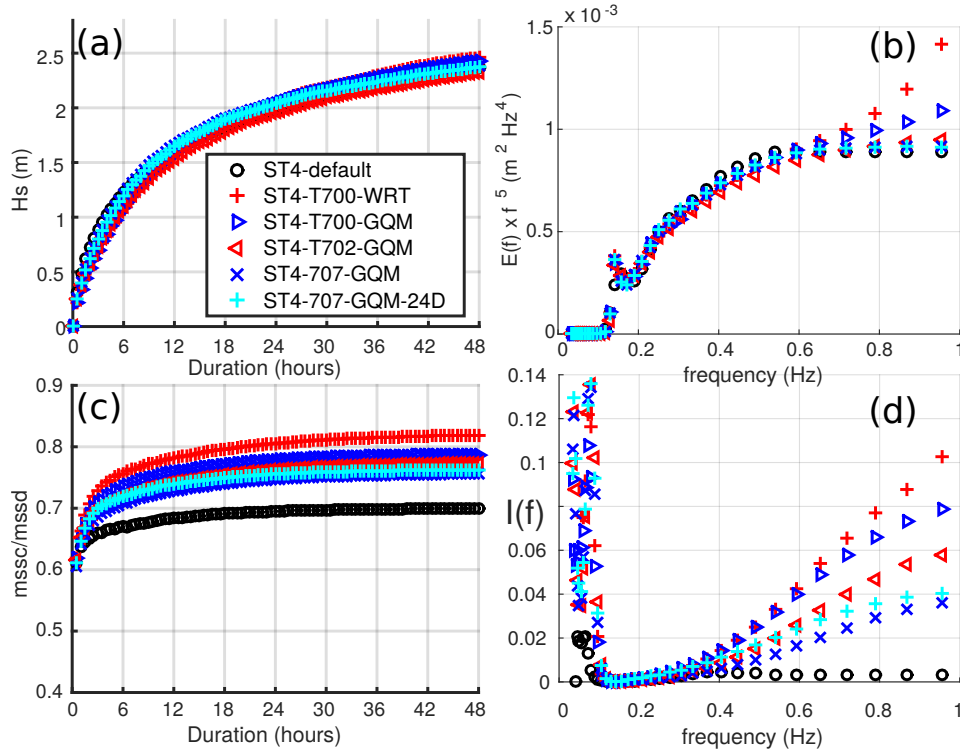 (a)
Hs (m)
3
2.5
2
1.5
1
0.5
0
0 6 12 18 24 30 36 42 48
Duration (hours)
ST4-default
ST4-T700-WRT
ST4-T700-GQM
ST4-T702-GQM
ST4-707-GQM
ST4-707-GQM-24D
× 10⁻³
(b)
E(f) x f ⁵ (m ² Hz⁴)
1.5
1
0.5
0
0 0.2 0.4 0.6 0.8 1
frequency (Hz)
(c)
mssc/mssd
0.9
0.8
0.7
0.6
0.5
0.4
0 6 12 18 24 30 36 42 48
Duration (hours)
(d)
I(f)
0.14
0.12
0.1
0.08
0.06
0.04
0.02
0
0 0.2 0.4 0.6 0.8 1
frequency (Hz)